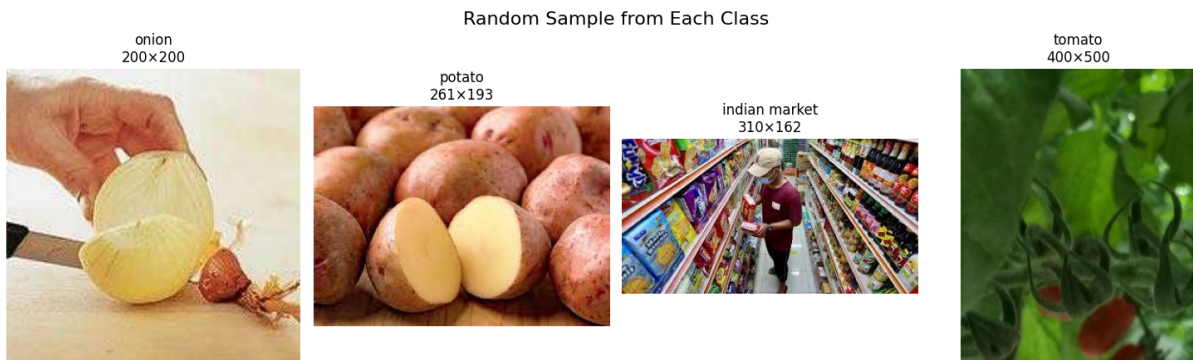 Random Sample from Each Class
onion
200×200
potato
261×193
indian market
310×162
tomato
400×500